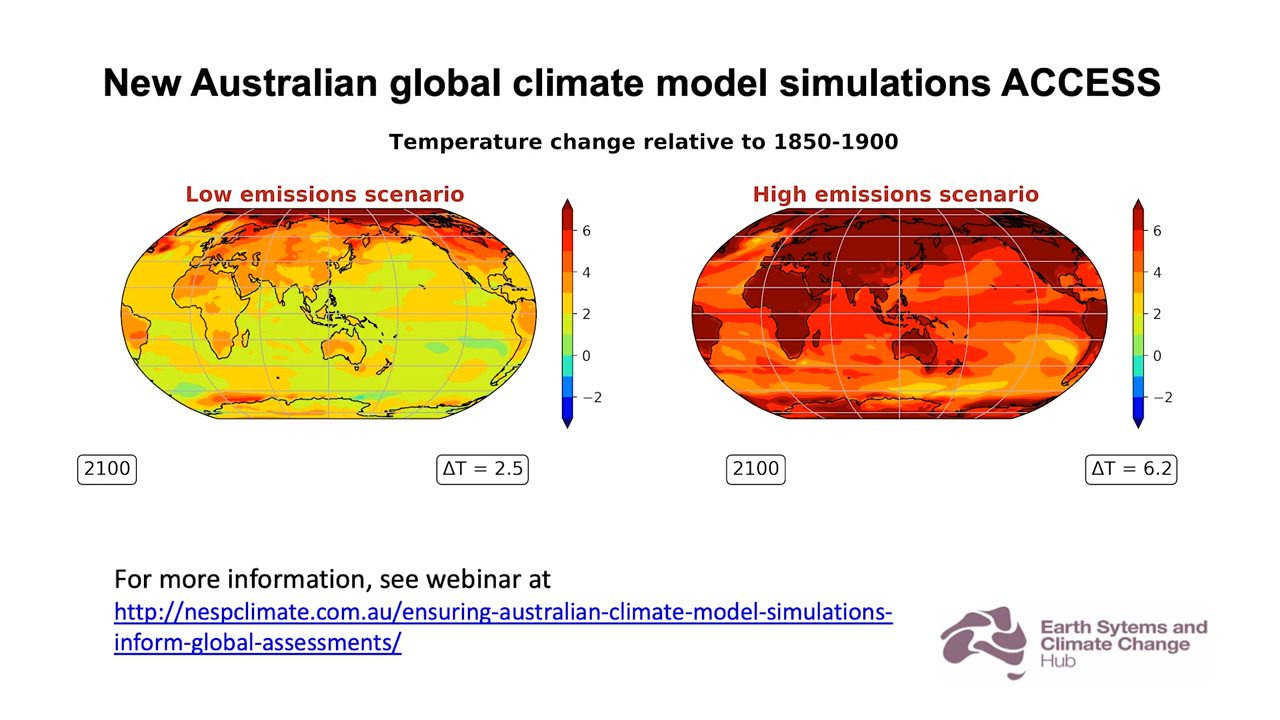 New Australian global climate model simulations ACCESS
Temperature change relative to 1850-1900
Low emissions scenario
6
4
2
0
−2
2100
ΔT = 2.5
High emissions scenario
6
4
2
0
−2
2100
ΔT = 6.2
For more information, see webinar at
http://nespclimate.com.au/ensuring-australian-climate-model-simulations-
inform-global-assessments/
Earth Sytems and
Climate Change
Hub